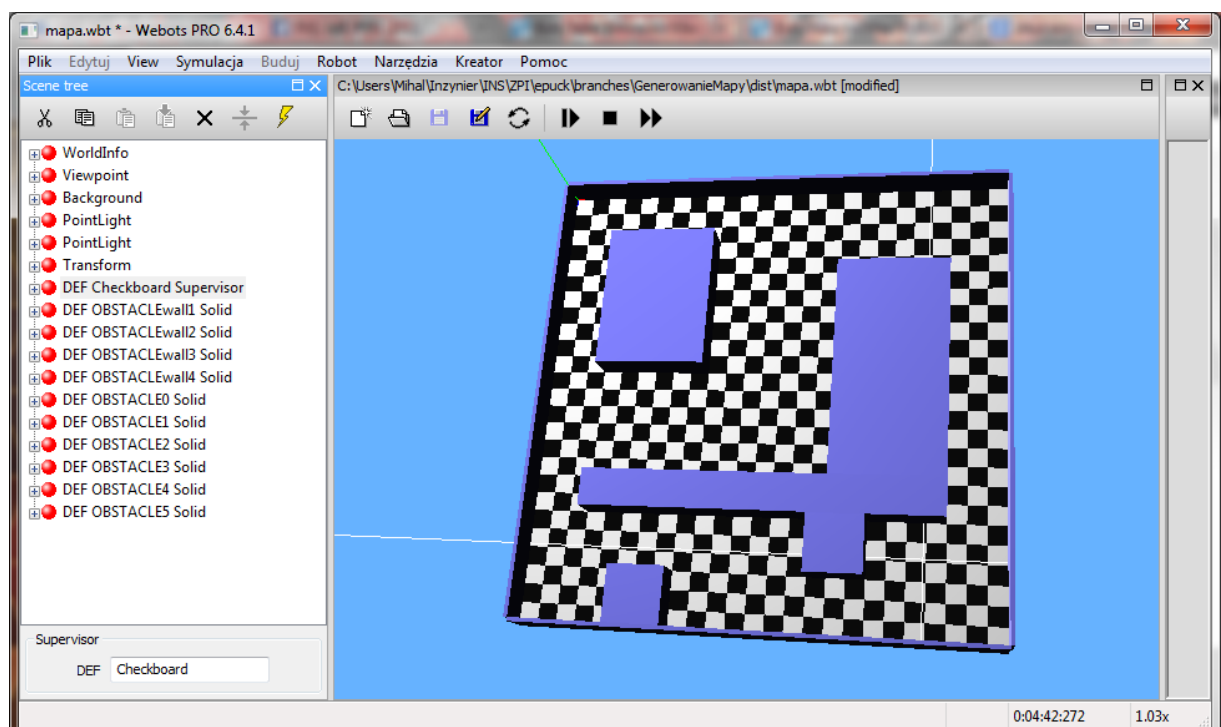 mapa.wbt * - Webots PRO 6.4.1
Plik Edytuj View Symulacja Buduj Robot Narzędzia Kreator Pomoc
Scene tree
C:\Users\Mihal\Inzynier\INS\ZPI\epuck\branches\GenerowanieMapy\dist\mapa.wbt [modified]
WorldInfo
Viewpoint
Background
PointLight
PointLight
Transform
DEF Checkboard Supervisor
DEF OBSTACLEwall1 Solid
DEF OBSTACLEwall2 Solid
DEF OBSTACLEwall3 Solid
DEF OBSTACLEwall4 Solid
DEF OBSTACLE0 Solid
DEF OBSTACLE1 Solid
DEF OBSTACLE2 Solid
DEF OBSTACLE3 Solid
DEF OBSTACLE4 Solid
DEF OBSTACLE5 Solid
Supervisor
DEF Checkboard
0:04:42:272 1.03x